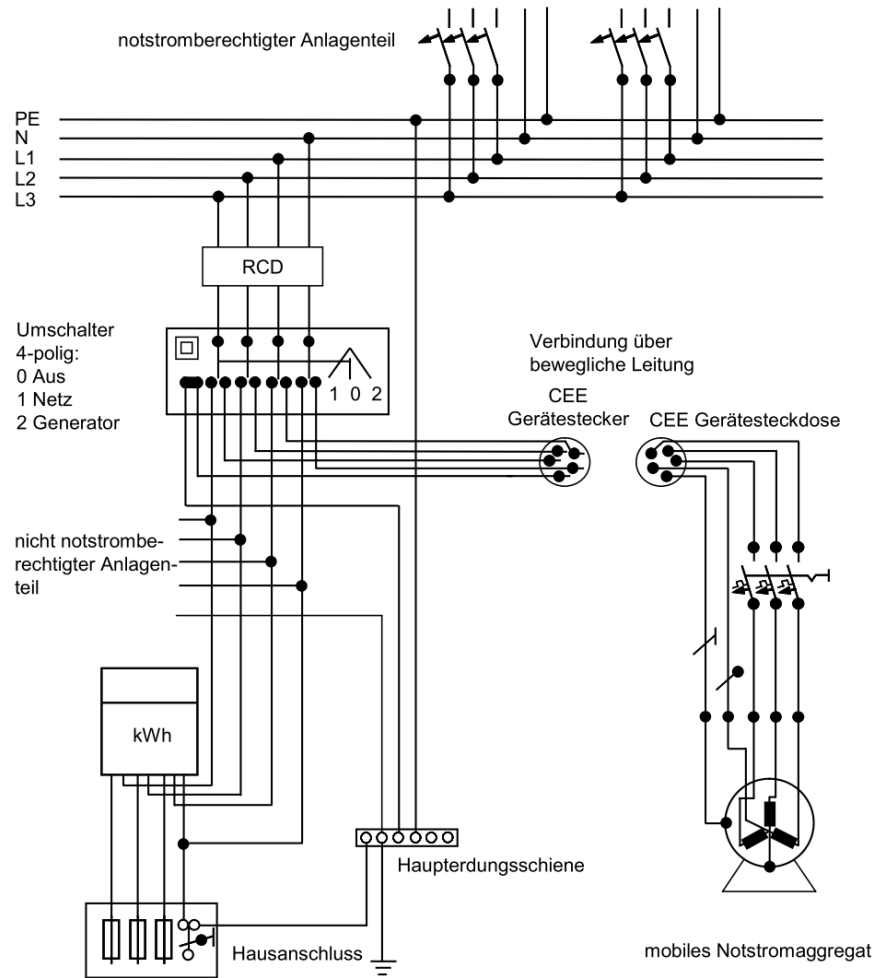 notstromberechtigter Anlagenteil
PE
N
L1
L2
L3
RCD
Umschalter
4-polig:
0 Aus
1 Netz
2 Generator
1 0 2
Verbindung über
bewegliche Leitung
CEE
Gerätestecker
CEE Gerätesteckdose
nicht notstrombe-
rechtigter Anlagen-
teil
kWh
Haupterdungsschiene
Hausanschluss
mobiles Notstromaggregat